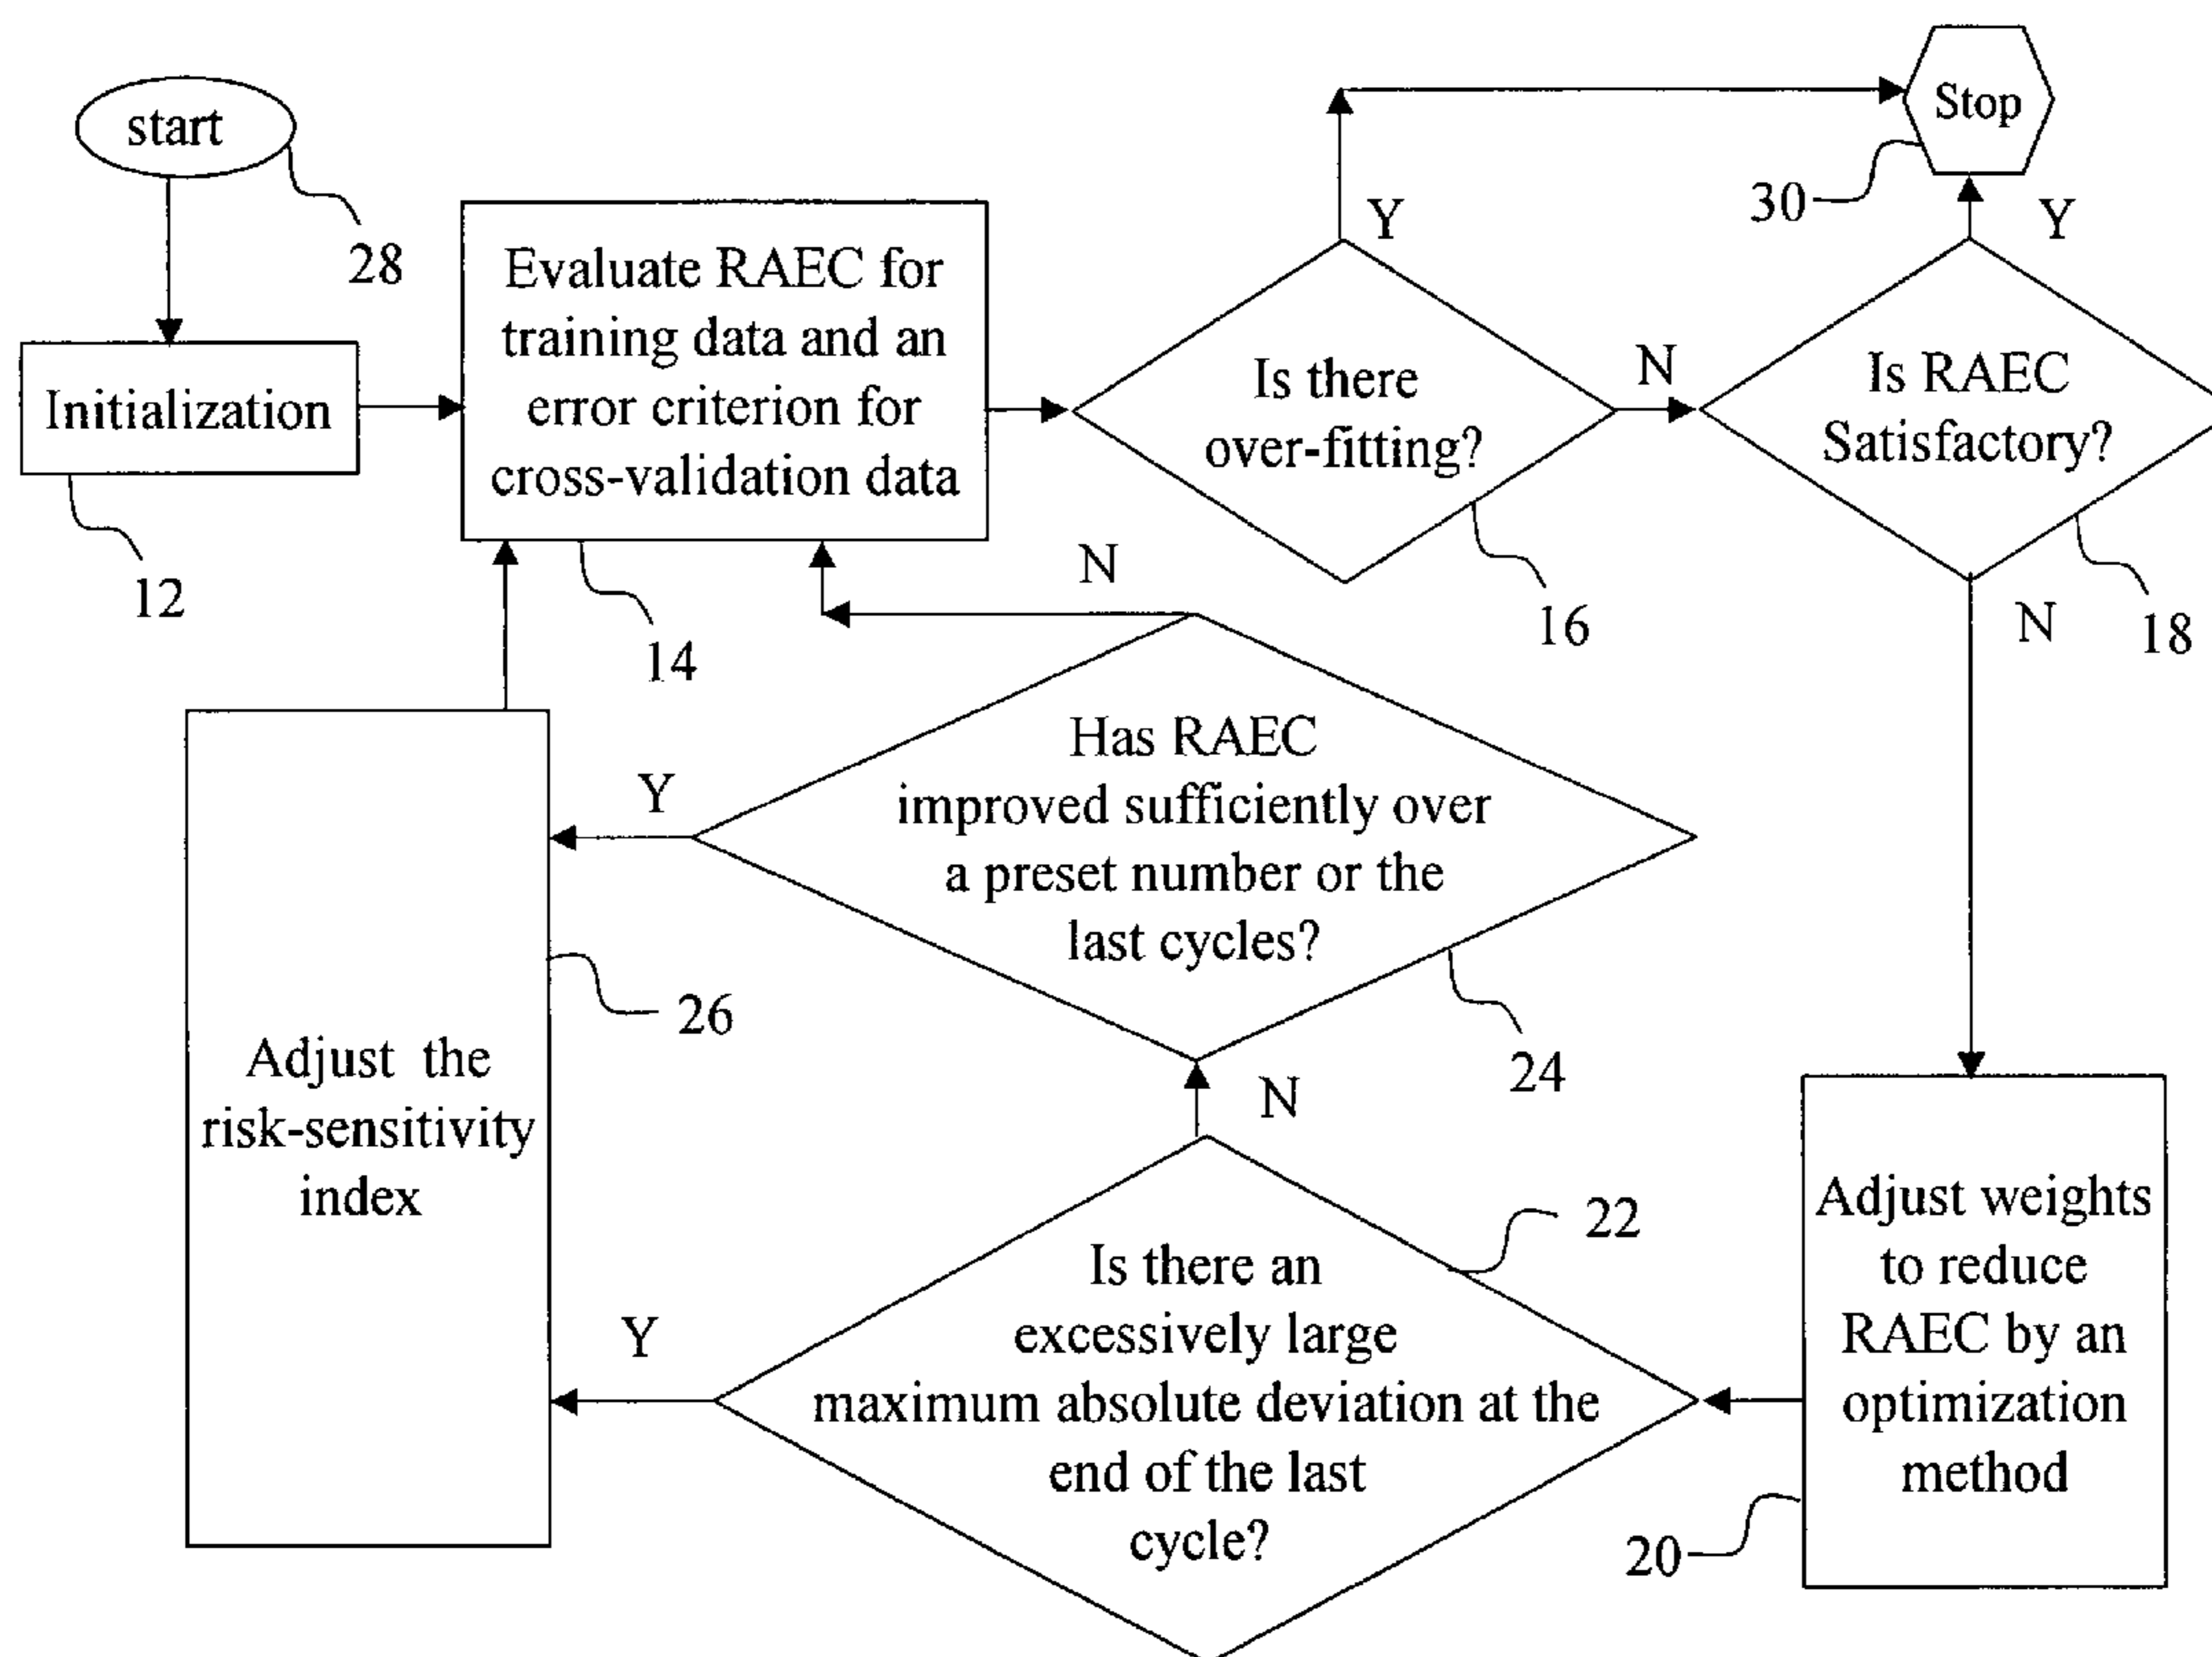 start
28
Initialization
12
Evaluate RAEC for
training data and an
error criterion for
cross-validation data
14
Y
Is there
over-fitting?
16
N
Stop
30
Y
Is RAEC
Satisfactory?
18
N
Adjust weights
to reduce
RAEC by an
optimization
method
20
Is there an
excessively large
maximum absolute deviation at the
end of the last
cycle?
22
Y
N
Has RAEC
improved sufficiently over
a preset number or the
last cycles?
24
Y
N
Adjust the
risk-sensitivity
index
26